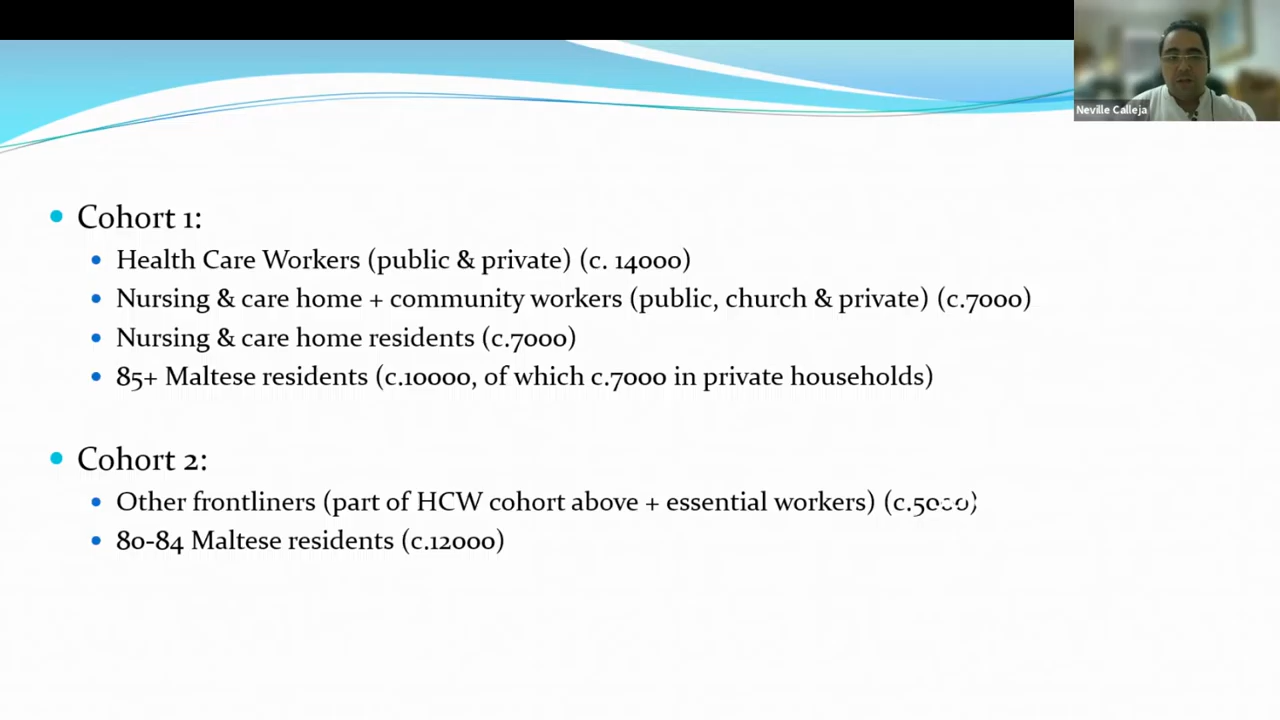 Neville Calleja
Cohort 1:
Health Care Workers (public & private) (c. 14000)
Nursing & care home + community workers (public, church & private) (c.7000)
Nursing & care home residents (c.7000)
85+ Maltese residents (c.10000, of which c.7000 in private households)
Cohort 2:
Other frontliners (part of HCW cohort above + essential workers) (c.5000)
80-84 Maltese residents (c.12000)